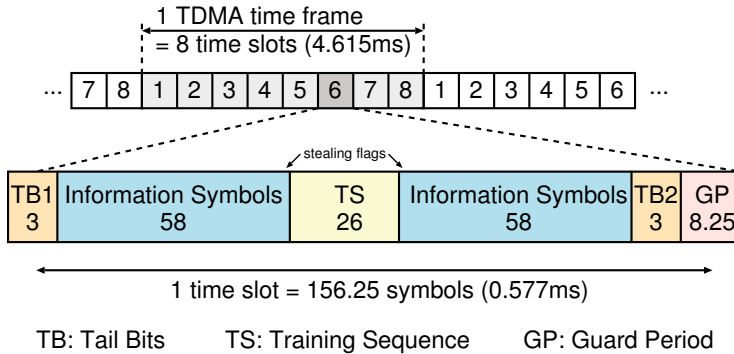 1 TDMA time frame
= 8 time slots (4.615ms)
... 7 8 1 2 3 4 5 6 7 8 1 2 3 4 5 6 ...
stealing flags
TB1 Information Symbols TS Information Symbols TB2 GP
3 58 26 58 3 8.25
1 time slot = 156.25 symbols (0.577ms)
TB: Tail Bits TS: Training Sequence GP: Guard Period